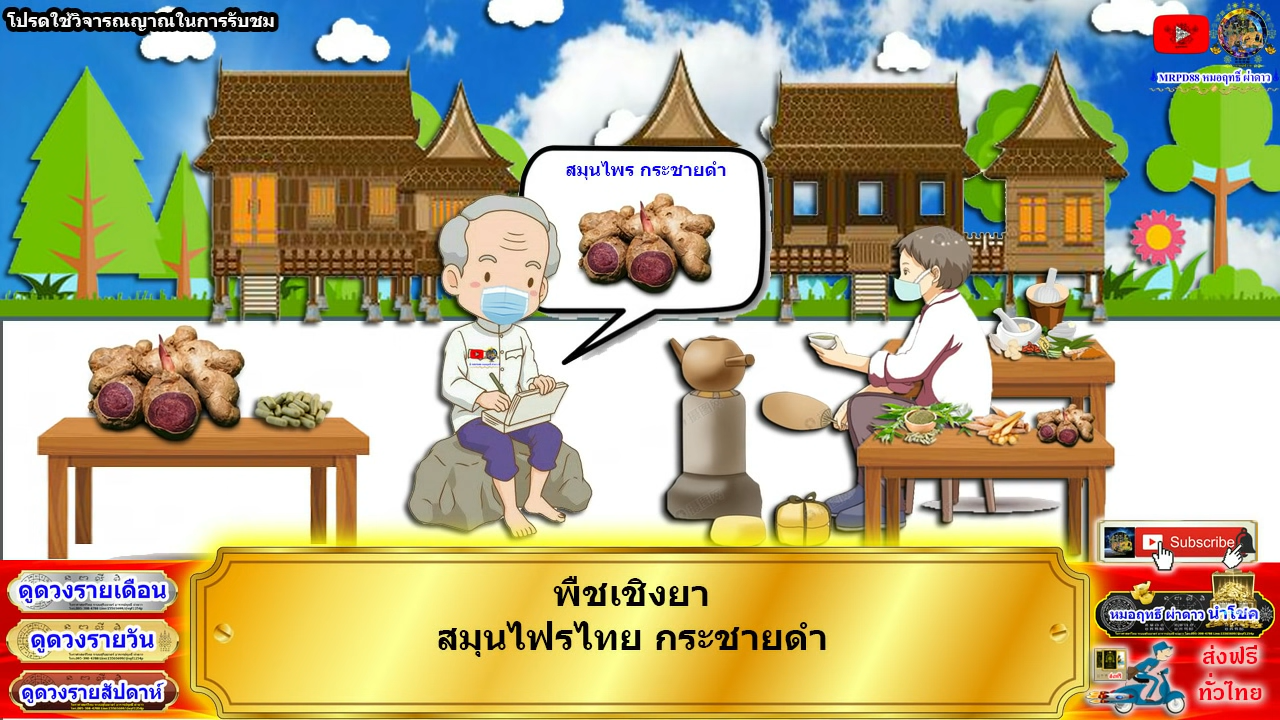 โปรดใช้วิจารณญาณในการรับชม
MRPD88 หมอฤทธิ์ ผ่าดาว
สมุนไพร กระชายดำ
Subscribe
ดูดวงรายเดือน
ดูดวงรายวัน
ดูดวงรายสัปดาห์
พืชเชิงยา
สมุนไฟรไทย กระชายดำ
หมอฤทธิ์ ผ่าดาว นำโชค
ส่งฟรี
ทั่วไทย